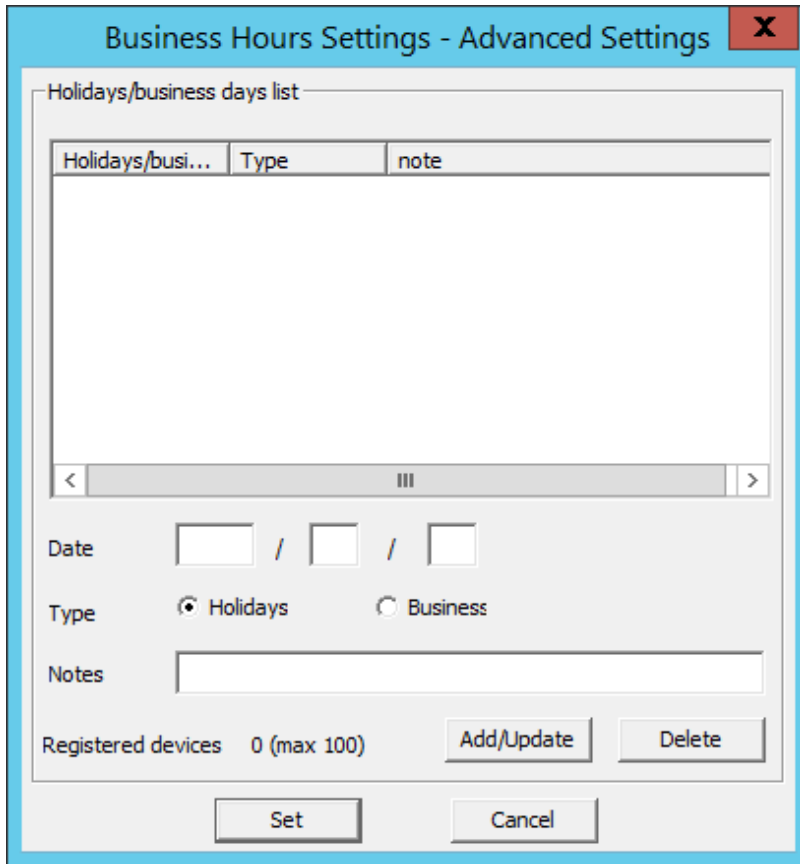 Business Hours Settings - Advanced Settings X
Holidays/business days list
Holidays/busi... Type note
Date / /
Type Holidays Business
Notes
Registered devices 0 (max 100) Add/Update Delete
Set Cancel